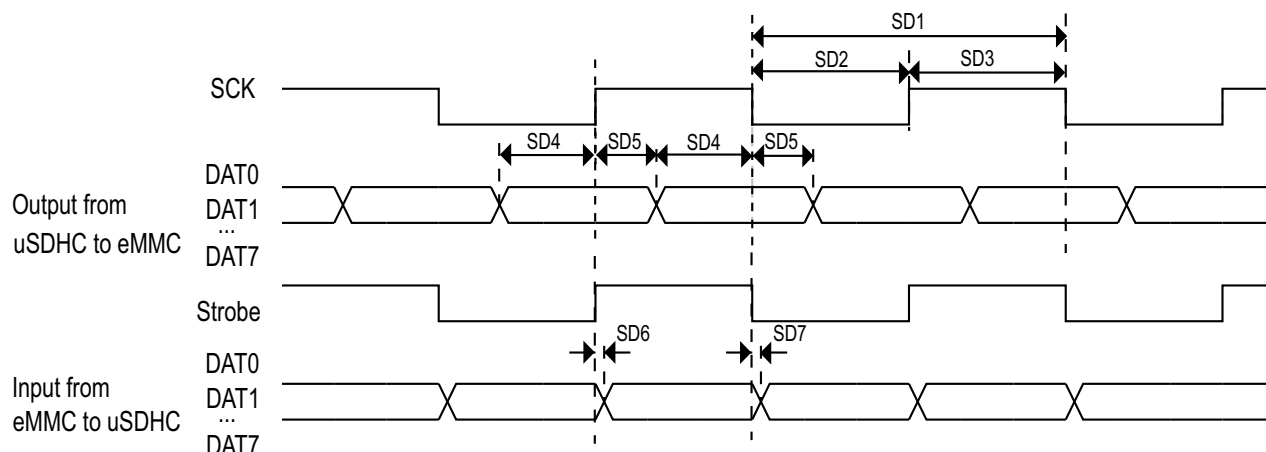 SD1
SD2
SD3
SCK
SD4
SD5
SD4
SD5
Output from
uSDHC to eMMC
DAT0
DAT1
...
DAT7
Strobe
SD6
SD7
Input from
eMMC to uSDHC
DAT0
DAT1
...
DAT7